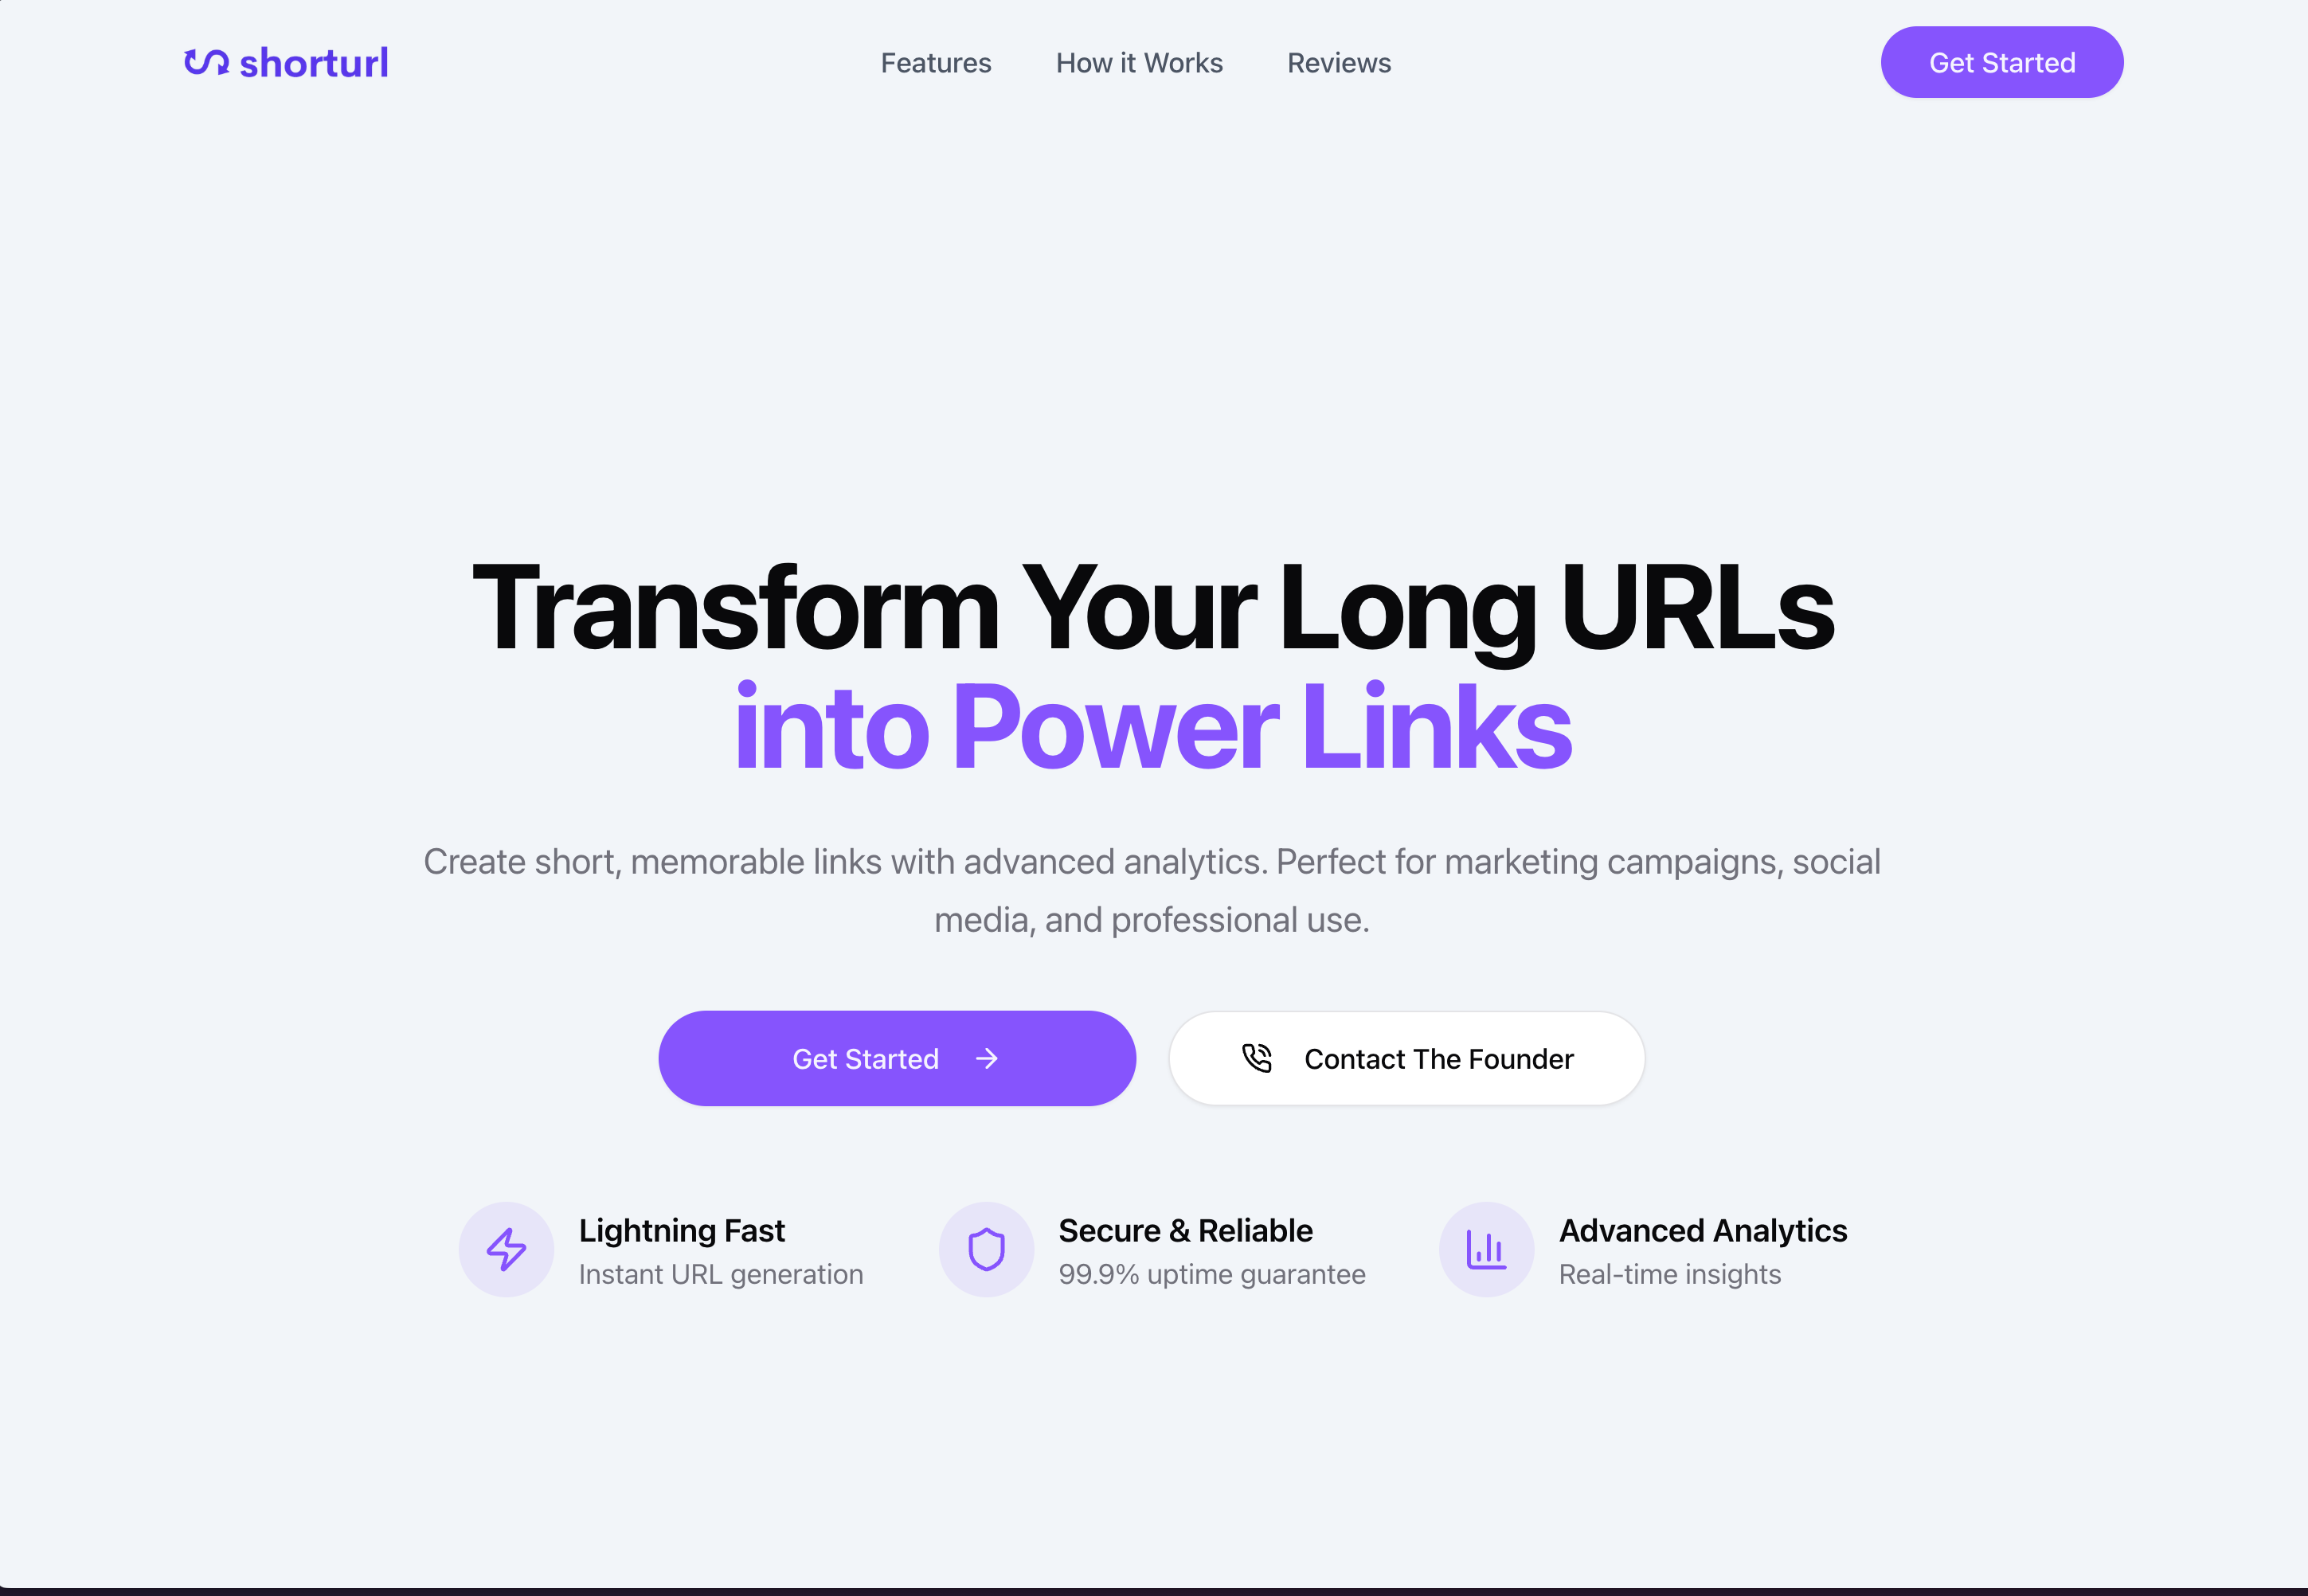 shorturl
Features
How it Works
Reviews
Get Started
Transform Your Long URLs
into Power Links
Create short, memorable links with advanced analytics. Perfect for marketing campaigns, social
media, and professional use.
Get Started
Contact The Founder
Lightning Fast
Instant URL generation
Secure & Reliable
99.9% uptime guarantee
Advanced Analytics
Real-time insights